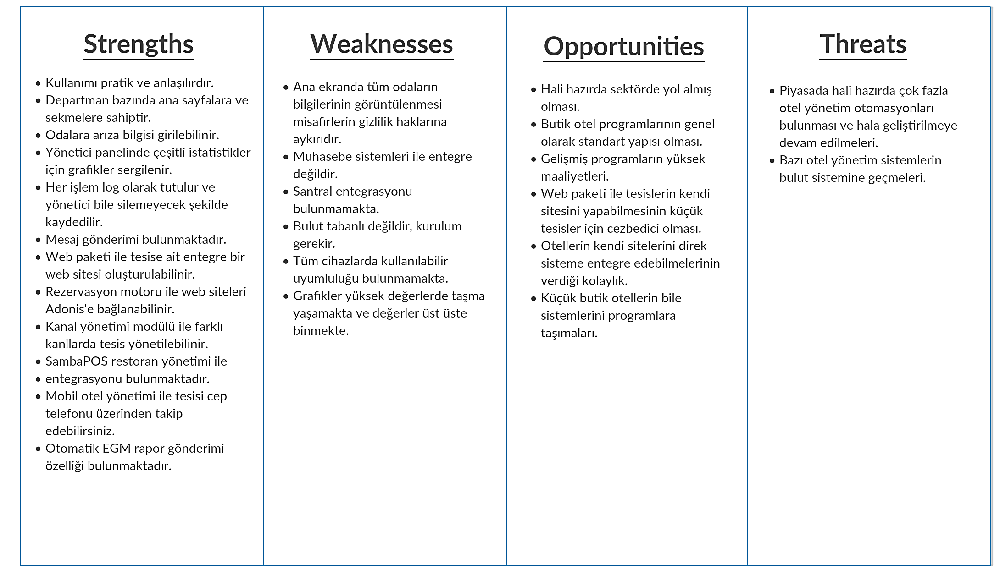 Strengths
• Kullanımı pratik ve anlaşılırdır.
• Departman bazında ana sayfalara ve
sekmelere sahiptir.
• Odalara arıza bilgisi girilebilinir.
• Yönetici panelinde çeşitli istatistikler
için grafikler sergilenir.
• Her işlem log olarak tutulur ve
yönetici bile silemeyecek şekilde
kaydedilir.
• Mesaj gönderimi bulunmaktadır.
• Web paketi ile tesise ait entegre bir
web sitesi oluşturulabilinir.
• Rezervasyon motoru ile web siteleri
Adonis'e bağlanabilinir.
• Kanal yönetimi modülü ile farklı
kanllarda tesis yönetilebilinir.
• SambaPOS restoran yönetimi ile
• entegrasyonu bulunmaktadır.
• Mobil otel yönetimi ile tesisi cep
telefonu üzerinden takip
edebilirsiniz.
• Otomatik EGM rapor gönderimi
özelliği bulunmaktadır.
Weaknesses
• Ana ekranda tüm odaların
bilgilerinin görüntülenmesi
misafirlerin gizlilik haklarına
aykırıdır.
• Muhasebe sistemleri ile entegre
değildir.
• Santral entegrasyonu
bulunmamakta.
• Bulut tabanlı değildir, kurulum
gerekir.
• Tüm cihazlarda kullanılabilir
uyumluluğu bulunmamakta.
• Grafikler yüksek değerlerde taşma
yaşamakta ve değerler üst üste
binmekte.
Opportunities
• Hali hazırda sektörde yol almış
olması.
• Butik otel programlarının genel
olarak standart yapısı olması.
• Gelişmiş programların yüksek
maaliyetleri.
• Web paketi ile tesislerin kendi
sitesini yapabilmesinin küçük
tesisler için cezbedici olması.
• Otellerin kendi sitelerini direk
sisteme entegre edebilmelerinin
verdiği kolaylık.
• Küçük butik otellerin bile
sistemlerini programlara
taşımaları.
Threats
• Piyasada hali hazırda çok fazla
otel yönetim otomasyonları
bulunması ve hala geliştirilmeye
devam edilmeleri.
• Bazı otel yönetim sistemlerin
bulut sistemine geçmeleri.